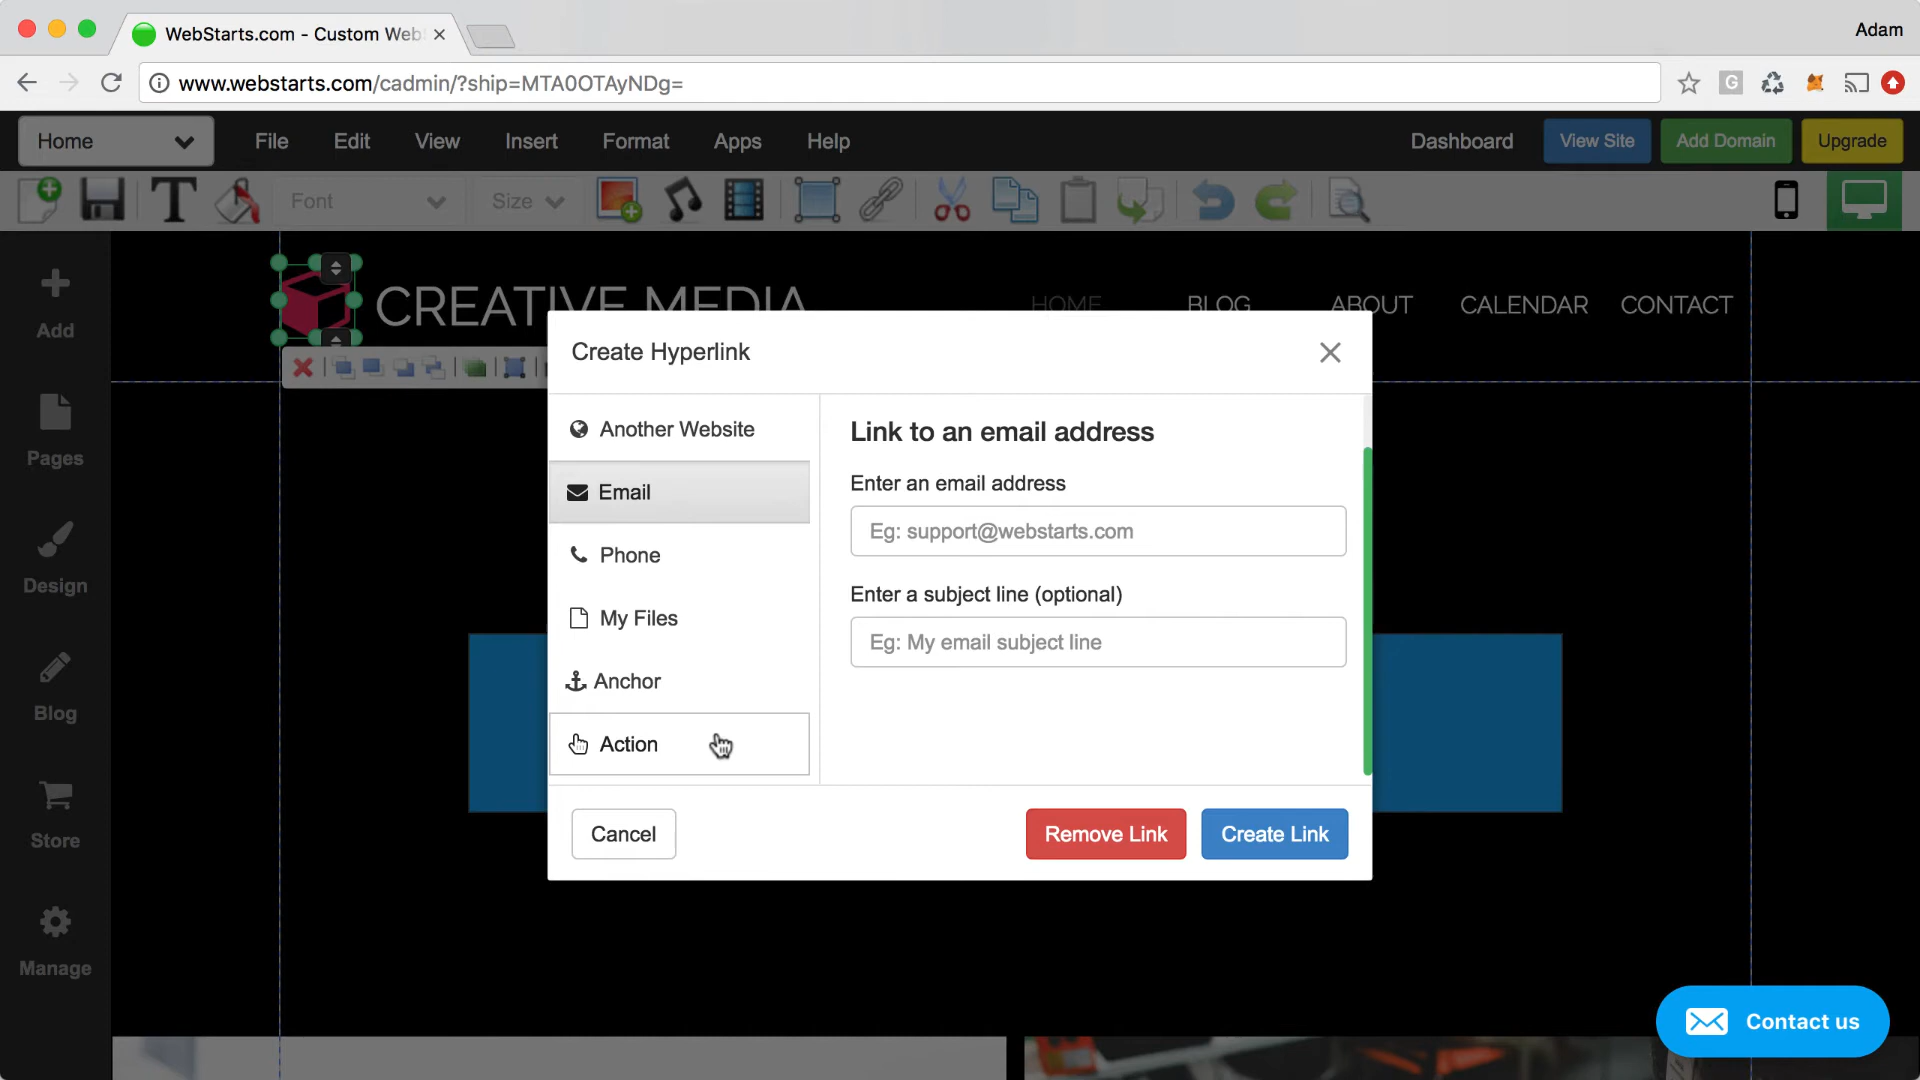 WebStarts.com - Custom Web
Adam
www.webstarts.com/cadmin/?ship=MTA0OTAyNDg=
G
Home File Edit View Insert Format Apps Help Dashboard View Site Add Domain Upgrade
T Font Size
CREATIVE MEDIA
HOME BLOG ABOUT CALENDAR CONTACT
Add
Pages
Design
Blog
Store
Manage
Create Hyperlink
Another Website
Email
Phone
My Files
Anchor
Action
Link to an email address
Enter an email address
Eg: support@webstarts.com
Enter a subject line (optional)
Eg: My email subject line
Cancel Remove Link Create Link
Contact us